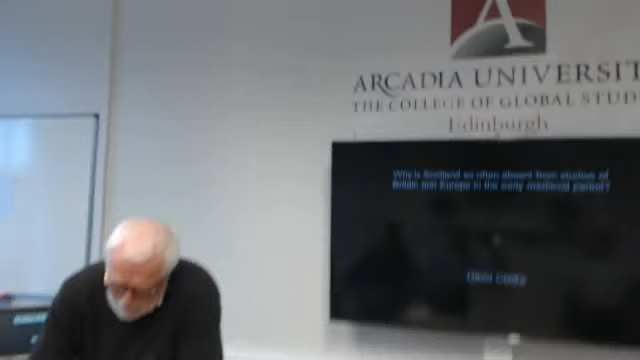 A
ARCADIA UNIVERSIT
THE COLLEGE OF GLOBAL STUD
Edinburgh
Why is Scotland so often absent from studies of
Britain and Europe in the early medieval period?